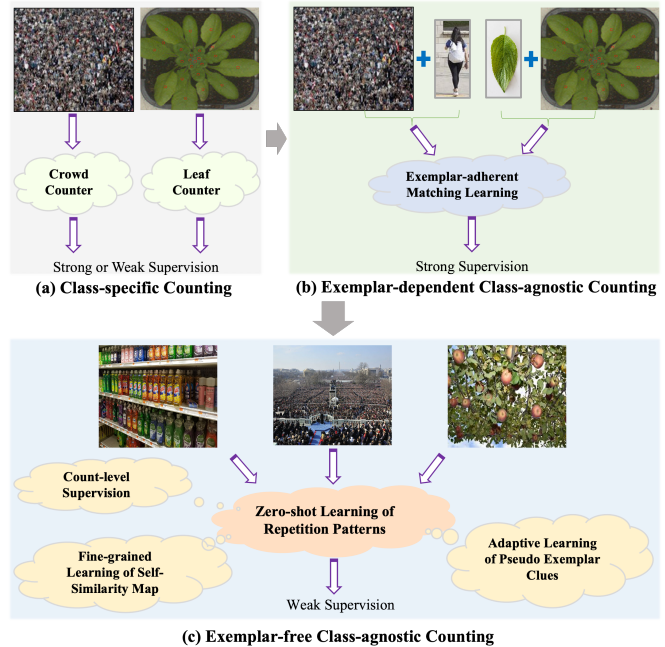 Crowd
Counter
Leaf
Counter
Strong or Weak Supervision
(a) Class-specific Counting
Exemplar-adherent
Matching Learning
Strong Supervision
(b) Exemplar-dependent Class-agnostic Counting
Count-level
Supervision
Zero-shot Learning of
Repetition Patterns
Fine-grained
Learning of Self-
Similarity Map
Adaptive Learning
of Pseudo Exemplar
Clues
Weak Supervision
(c) Exemplar-free Class-agnostic Counting